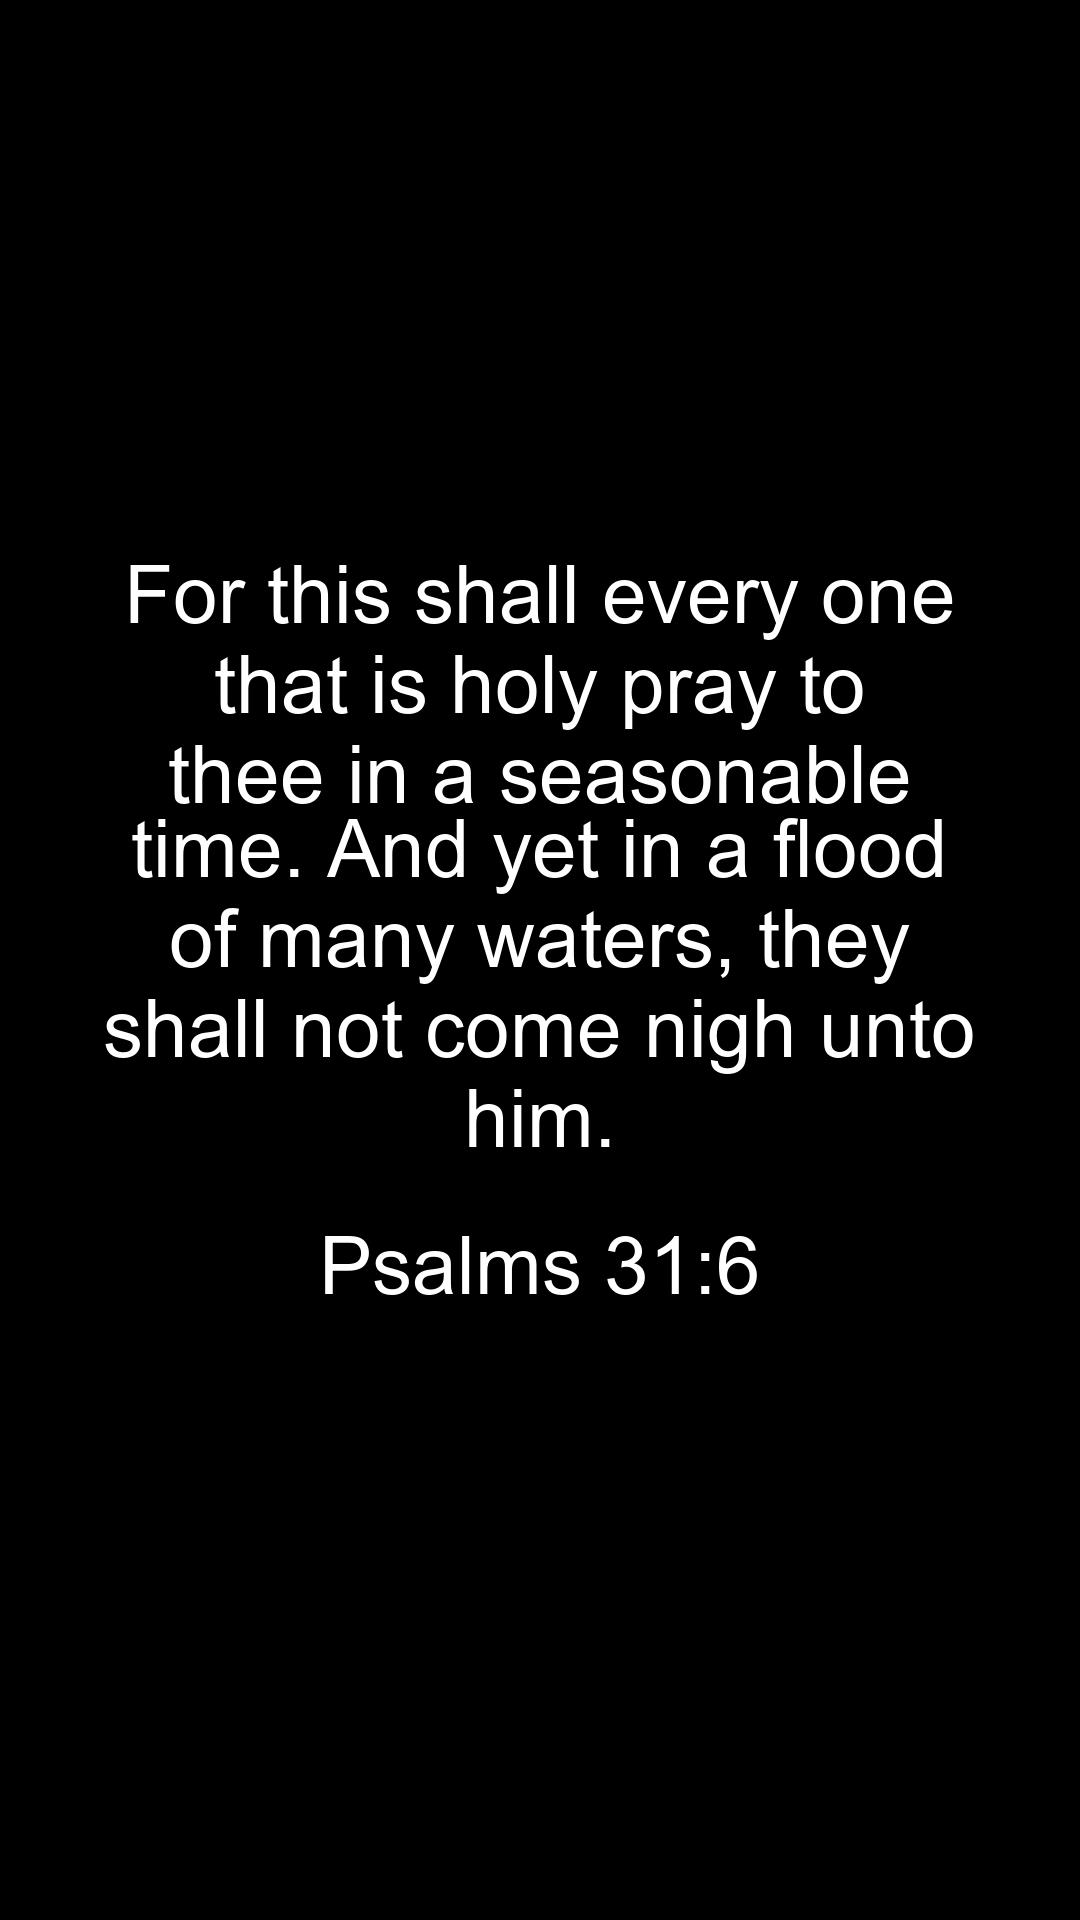 For this shall every one
that is holy pray to
thee in a seasonable
time. And yet in a flood
of many waters, they
shall not come nigh unto
him.
Psalms 31:6